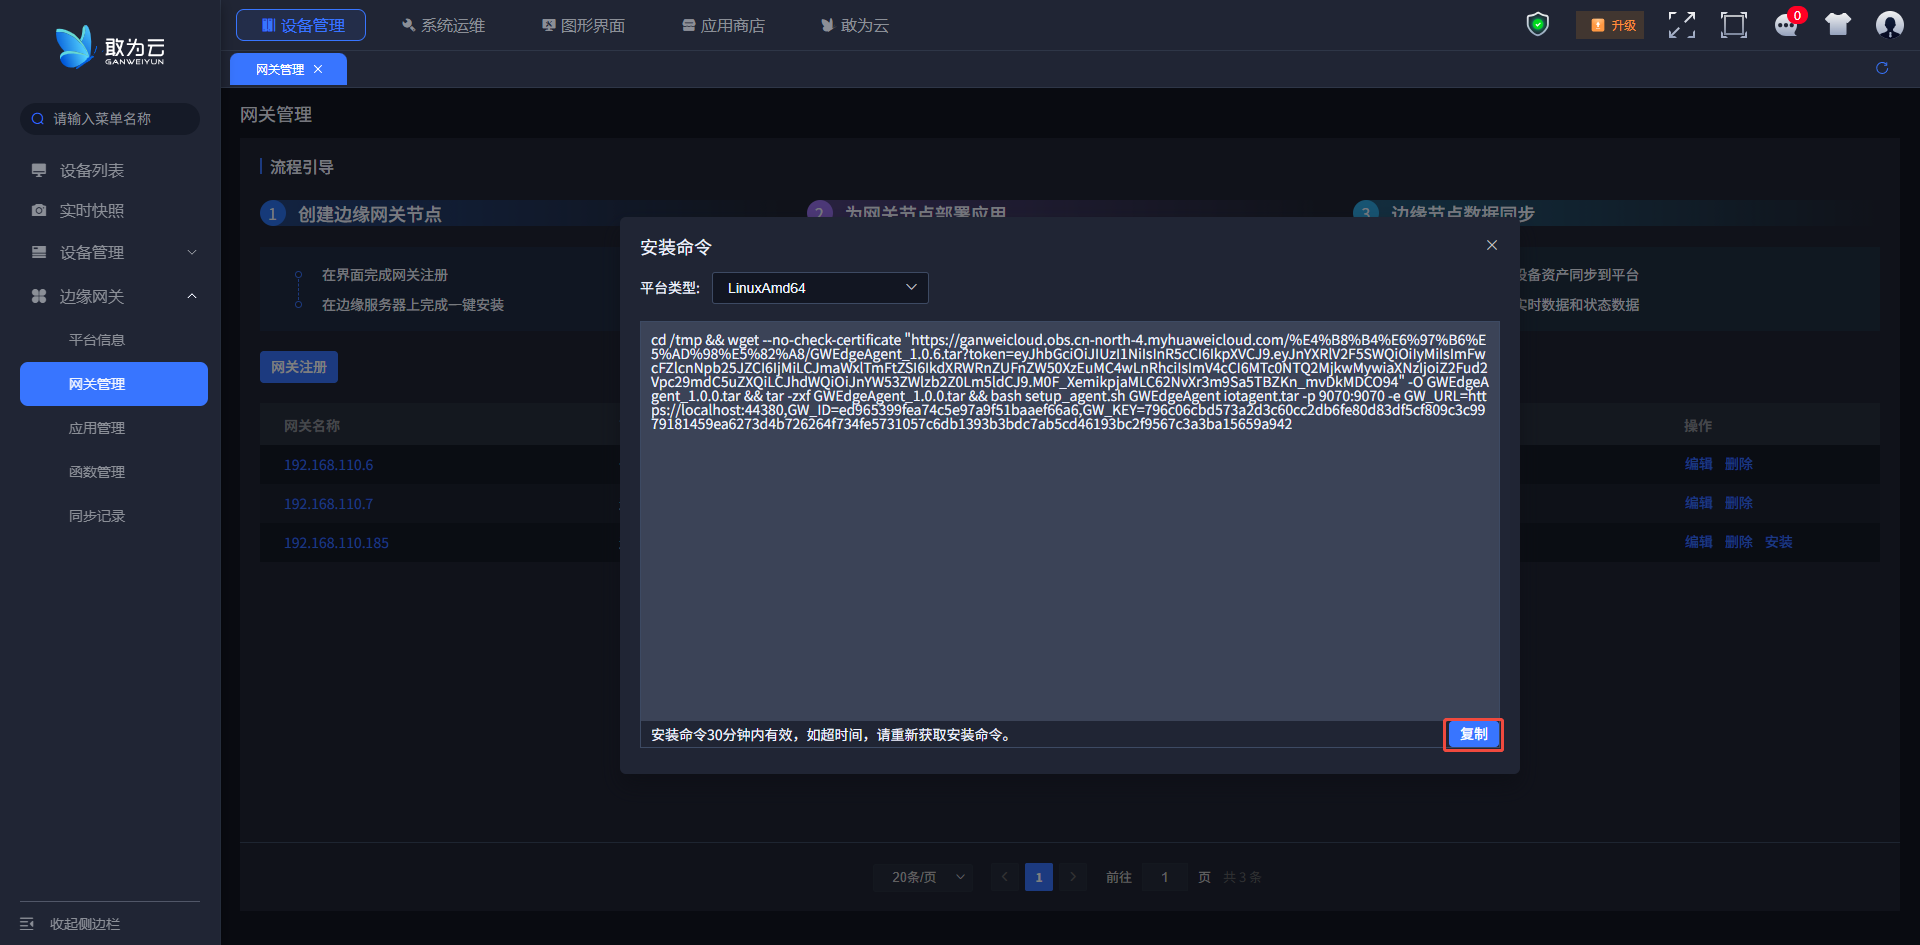 敢为云
GANWEIYUN
设备管理
系统运维
图形界面
应用商店
敢为云
升级
0
网关管理
请输入菜单名称
设备列表
实时快照
设备管理
边缘网关
平台信息
网关管理
应用管理
函数管理
同步记录
收起侧边栏
网关管理
流程引导
1 创建边缘网关节点
2 为网关节点部署应用
3 边缘节点数据同步
在界面完成网关注册
在边缘服务器上完成一键安装
设备资产同步到平台
实时数据和状态数据
网关注册
网关名称
操作
192.168.110.6
编辑 删除
192.168.110.7
编辑 删除
192.168.110.185
编辑 删除 安装
安装命令
平台类型: LinuxAmd64
cd /tmp && wget --no-check-certificate "https://ganweicloud.obs.cn-north-4.myhuaweicloud.com/%E4%B8%B4%E6%97%B6%E
5%AD%98%E5%82%A8/GWEdgeAgent_1.0.6.tar?token=eyJhbGciOiJIUzI1NiIsInR5cCI6IkpXVCJ9.eyJnYXRlV2F5SWQiOiIyMiIsImFw
cFZlcnNpb25JZCI6IjMiLCJmaWxlTmFtZSI6IkdXRWRnZUFnZW50XzEuMC4wLnRhciIsImV4cCI6MTc0NTQ2MjkwMywiaXNzIjoiZ2Fud2
Vpc29mdC5uZXQiLCJhdWQiOiJnYW53ZWlzb2Z0Lm5ldCJ9.M0F_XemikpjaMLC62NvXr3m9Sa5TBZKn_mvDkMDCO94" -O GWEdgeA
gent_1.0.0.tar && tar -zxf GWEdgeAgent_1.0.0.tar && bash setup_agent.sh GWEdgeAgent iotagent.tar -p 9070:9070 -e GW_URL=htt
ps://localhost:44380,GW_ID=ed965399fea74c5e97a9f51baaef66a6,GW_KEY=796c06cbd573a2d3c60cc2db6fe80d83df5cf809c3c99
79181459ea6273d4b726264f734fe5731057c6db1393b3bdc7ab5cd46193bc2f9567c3a3ba15659a942
安装命令30分钟内有效，如超时间，请重新获取安装命令。
复制
20条/页
1
前往 1 页 共 3 条